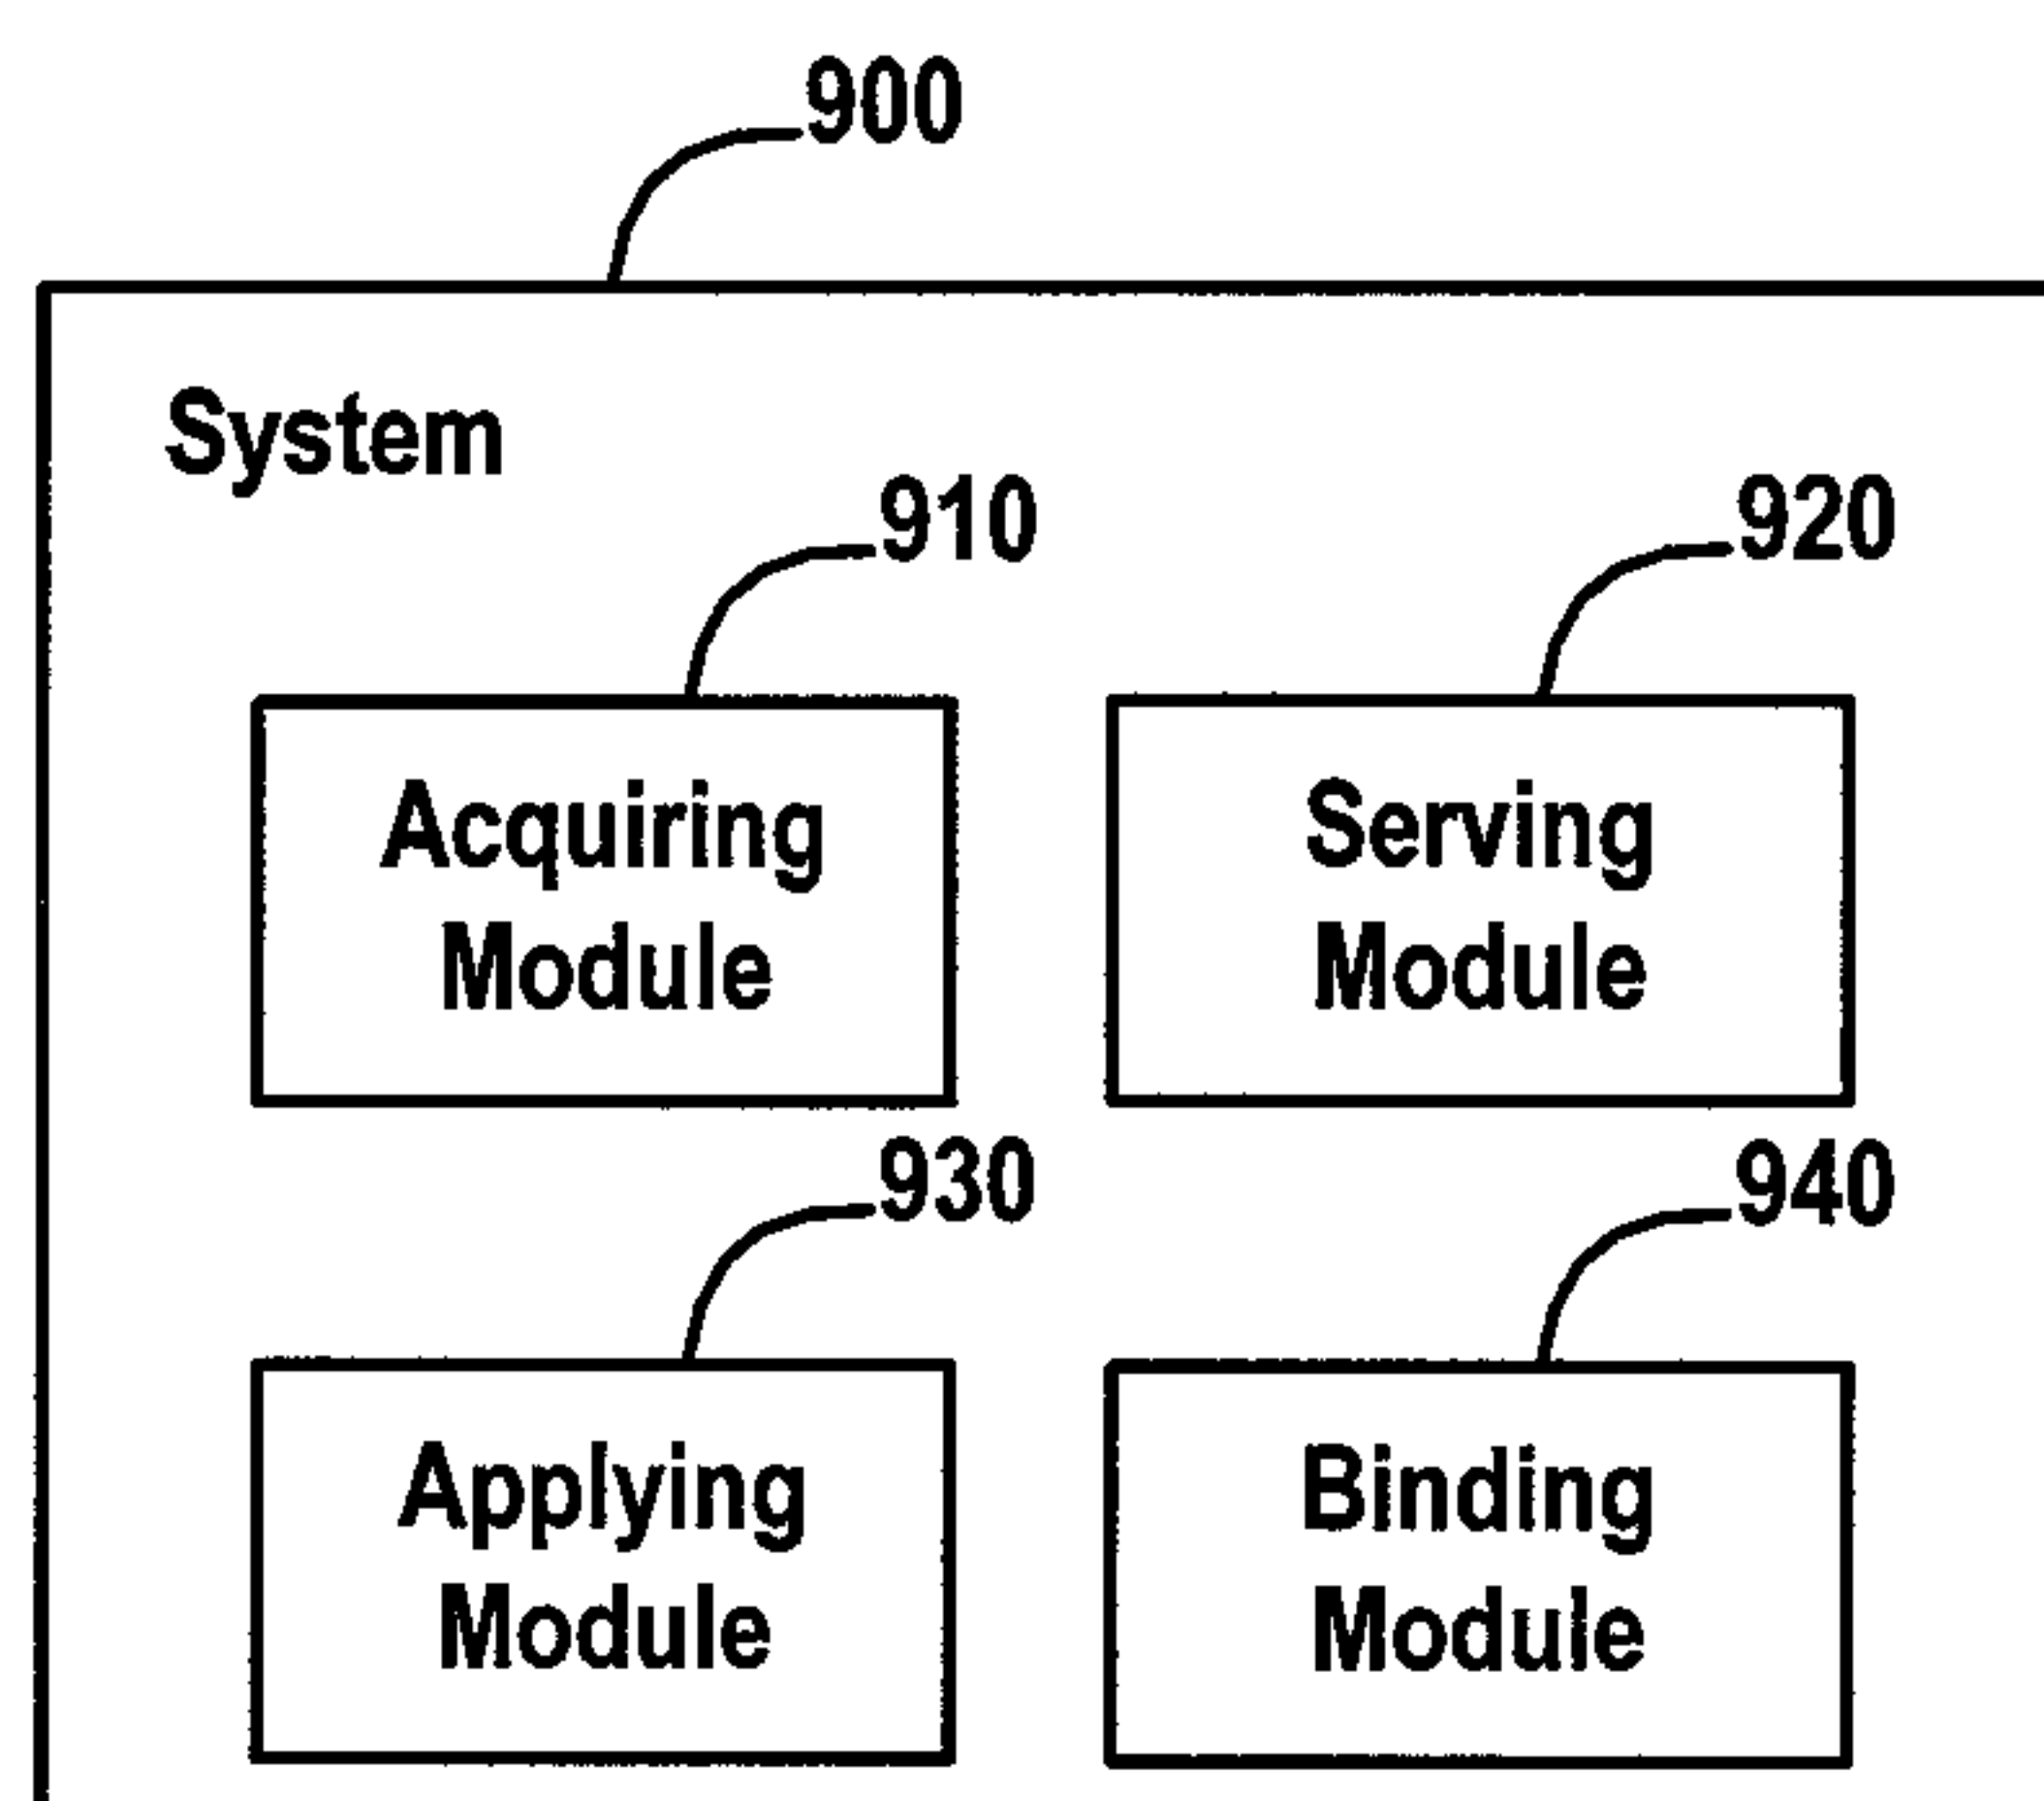 900
System
910
920
Acquiring
Module
Serving
Module
930
940
Applying
Module
Binding
Module